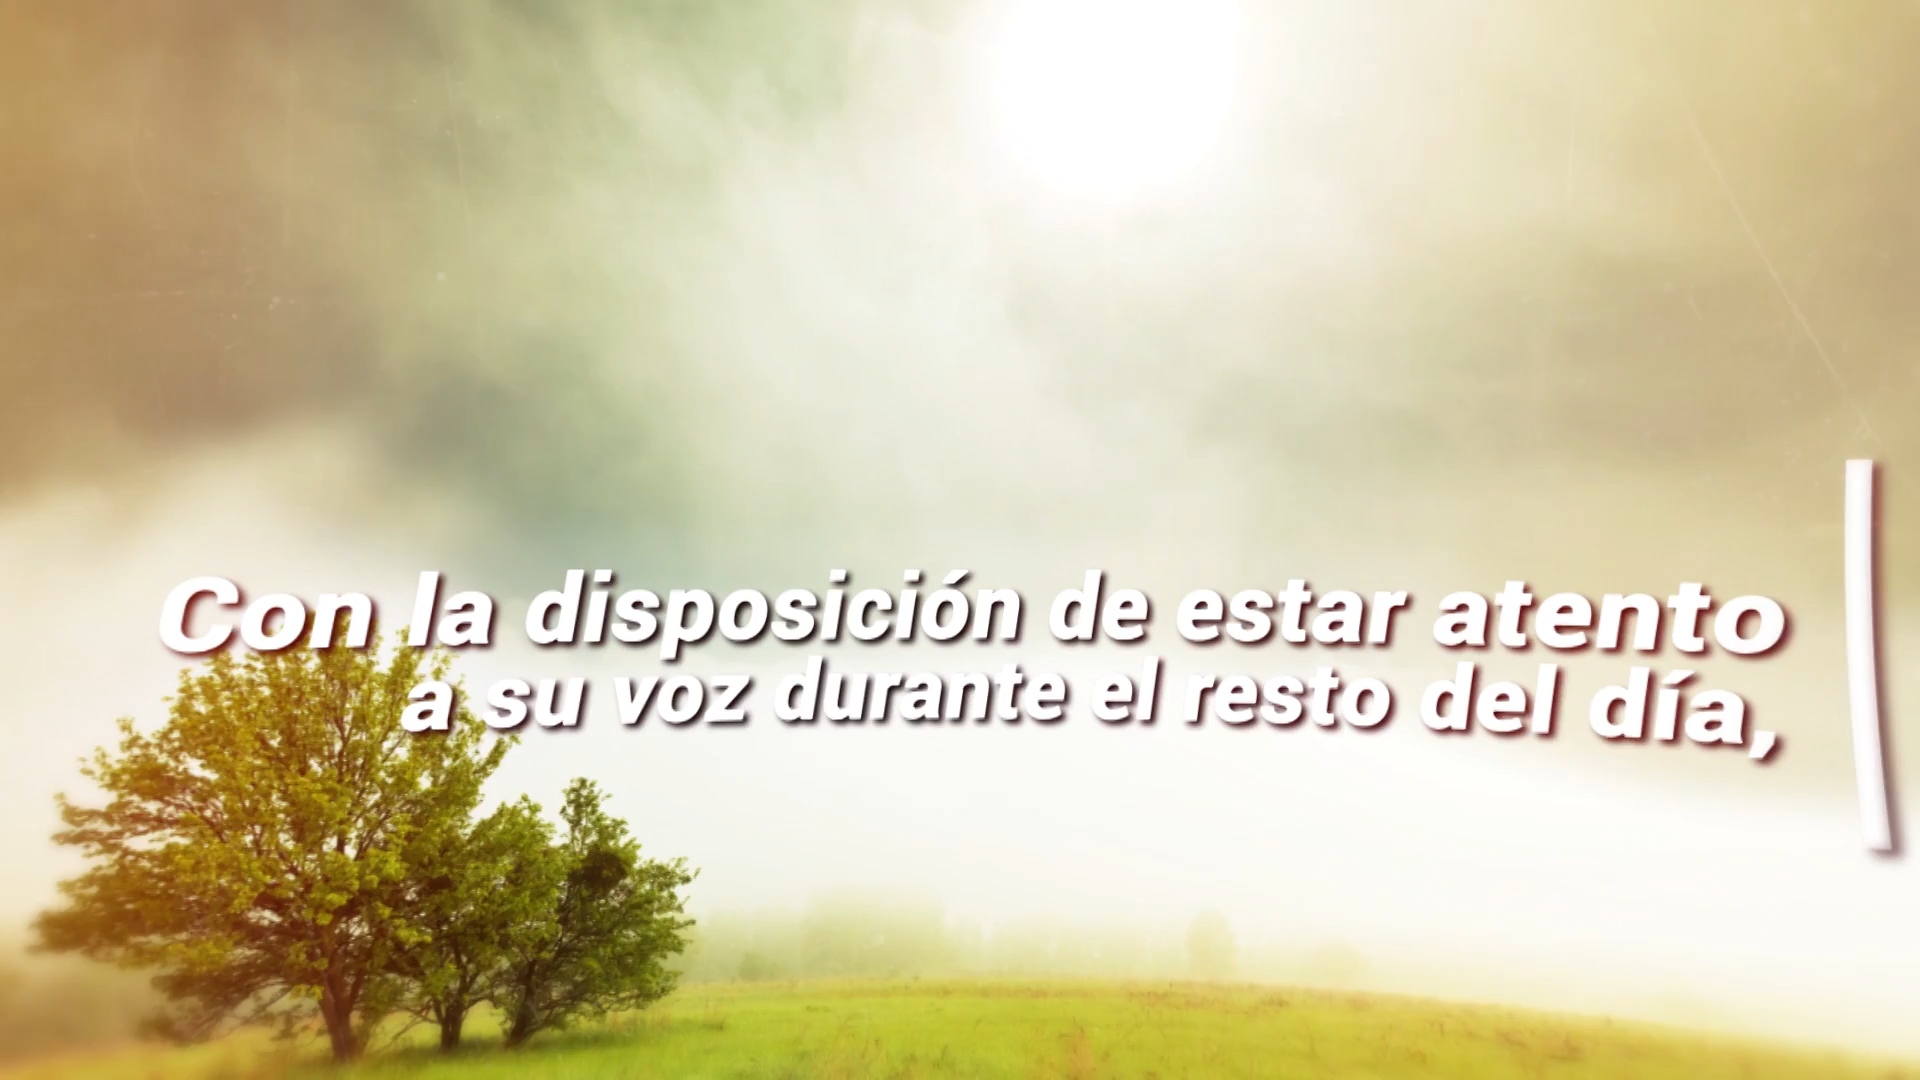 Con la disposición de estar atento
a su voz durante el resto del día,